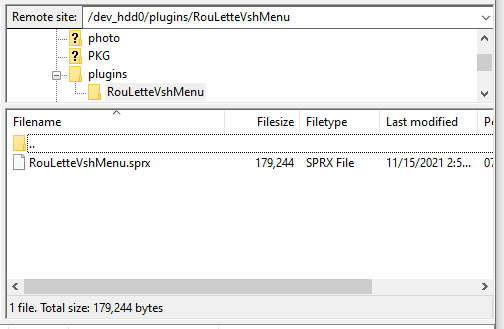 Remote site: /dev_hdd0/plugins/RouLetteVshMenu
? photo
? PKG
plugins
RouLetteVshMenu
Filename Filesize Filetype Last modified Pe
..
RouLetteVshMenu.sprx 179,244 SPRX File 11/15/2021 2:5... 07
1 file. Total size: 179,244 bytes